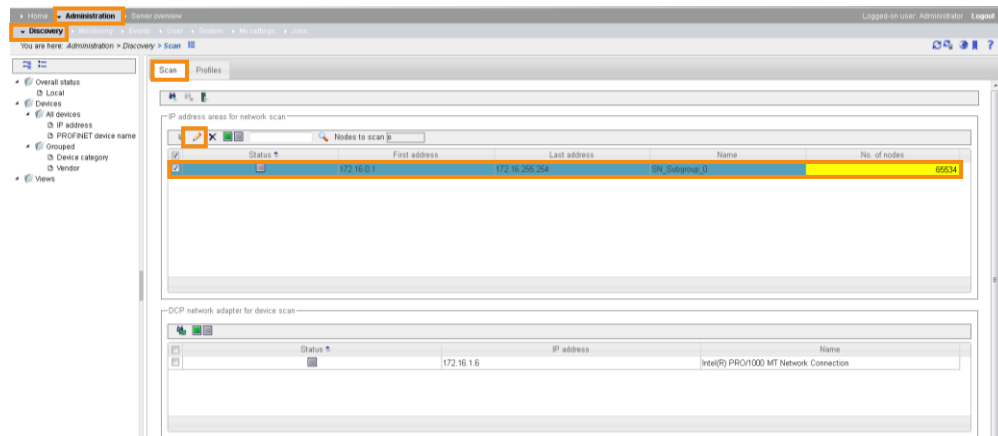 Home Administration Server overview Logged-on user: Administrator Logout
Discovery Monitoring Events User System My settings Jobs
You are here: Administration > Discovery > Scan ?
Scan Profiles
Overall status
Local
Devices
All devices
IP address
PROFINET device name
Grouped
Device category
Vendor
Views
IP address areas for network scan
Nodes to scan 0
Status First address Last address Name No. of nodes
172.16.0.1 172.16.255.254 SN_Subgroup_0 65534
DCP network adapter for device scan
Status IP address Name
172.16.1.6 Intel(R) PRO/1000 MT Network Connection